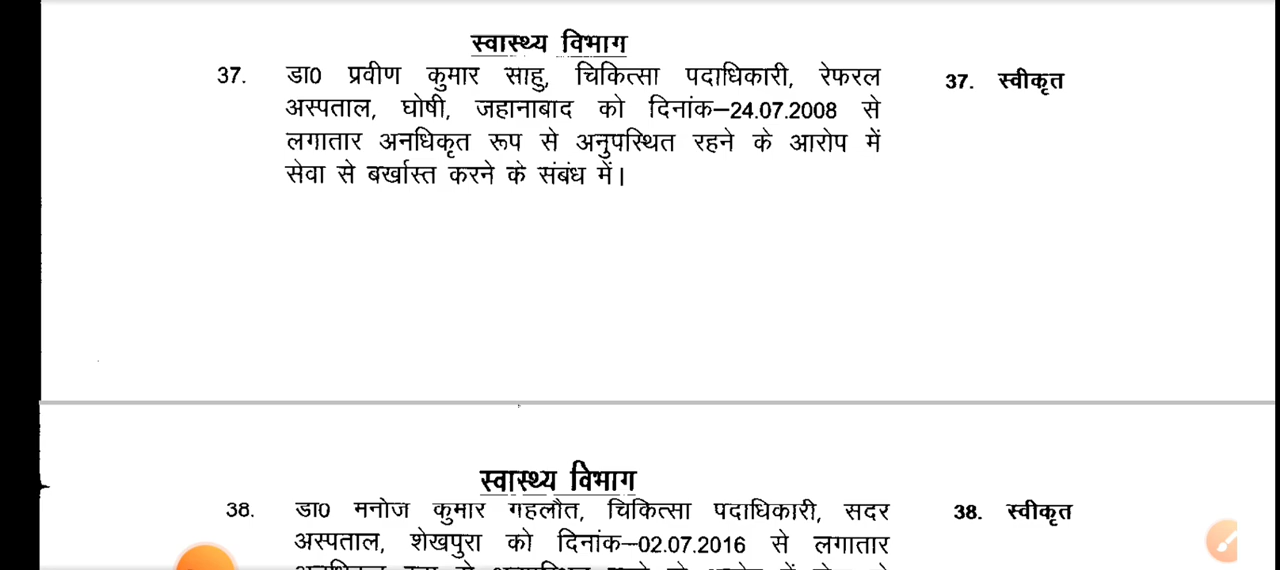 स्वास्थ्य विभाग
37. डा0 प्रवीण कुमार साहु, चिकित्सा पदाधिकारी, रेफरल 37. स्वीकृत
अस्पताल, घोषी, जहानाबाद को दिनांक–24.07.2008 से
लगातार अनधिकृत रूप से अनुपस्थित रहने के आरोप में
सेवा से बर्खास्त करने के संबंध में।
स्वास्थ्य विभाग
38. डा0 मनोज कुमार गहलौत, चिकित्सा पदाधिकारी, सदर 38. स्वीकृत
अस्पताल, शेखपुरा को दिनांक–02.07.2016 से लगातार